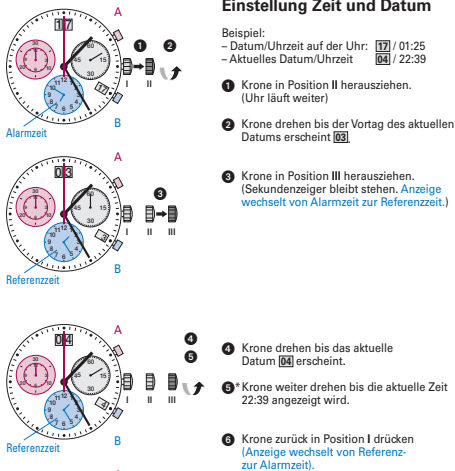 Einstellung Zeit und Datum
Beispiel:
– Datum/Uhrzeit auf der Uhr: 17 / 01:25
– Aktuelles Datum/Uhrzeit 04 / 22:39
1 Krone in Position II herausziehen.
(Uhr läuft weiter)
2 Krone drehen bis der Vortag des aktuellen
Datums erscheint 03
3 Krone in Position III herausziehen.
(Sekundenzeiger bleibt stehen. Anzeige
wechselt von Alarmzeit zur Referenzzeit.)
4 Krone drehen bis das aktuelle
Datum 04 erscheint.
5* Krone weiter drehen bis die aktuelle Zeit
22:39 angezeigt wird.
6 Krone zurück in Position I drücken
(Anzeige wechselt von Referenz-
zur Alarmzeit).
A
17
1 2
I II
B
Alarmzeit
A
03
3
I II III
B
Referenzzeit
A
04
4
5
I II III
B
Referenzzeit